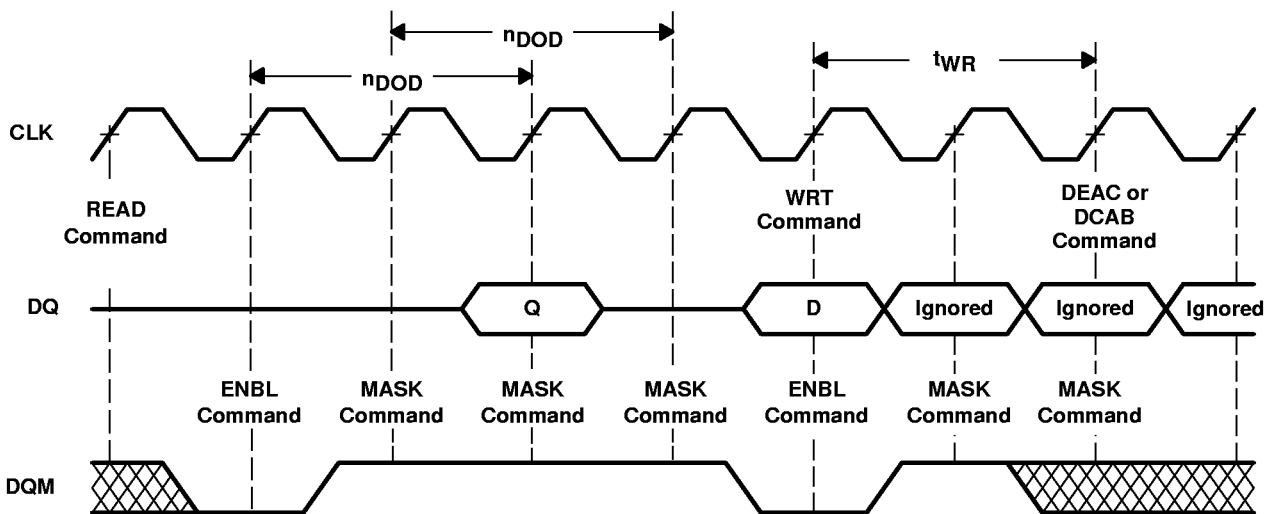 nDOD
nDOD
tWR
CLK
READ
Command
WRT
Command
DEAC or
DCAB
Command
DQ
Q
D
Ignored
Ignored
Ignored
ENBL
Command
MASK
Command
MASK
Command
MASK
Command
ENBL
Command
MASK
Command
MASK
Command
DQM